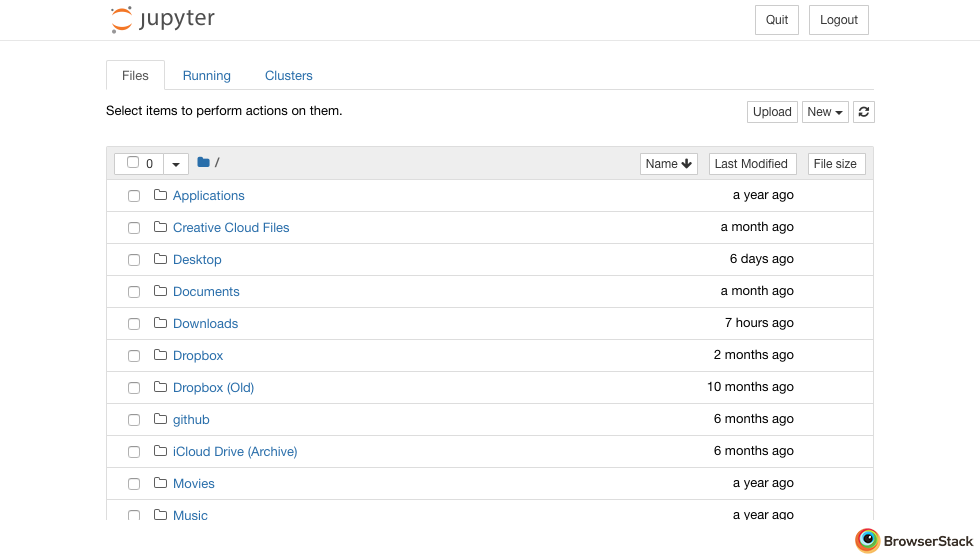 jupyter
Quit Logout
Files Running Clusters
Select items to perform actions on them.
Upload New
0 / Name Last Modified File size
Applications a year ago
Creative Cloud Files a month ago
Desktop 6 days ago
Documents a month ago
Downloads 7 hours ago
Dropbox 2 months ago
Dropbox (Old) 10 months ago
github 6 months ago
iCloud Drive (Archive) 6 months ago
Movies a year ago
Music a year ago
BrowserStack